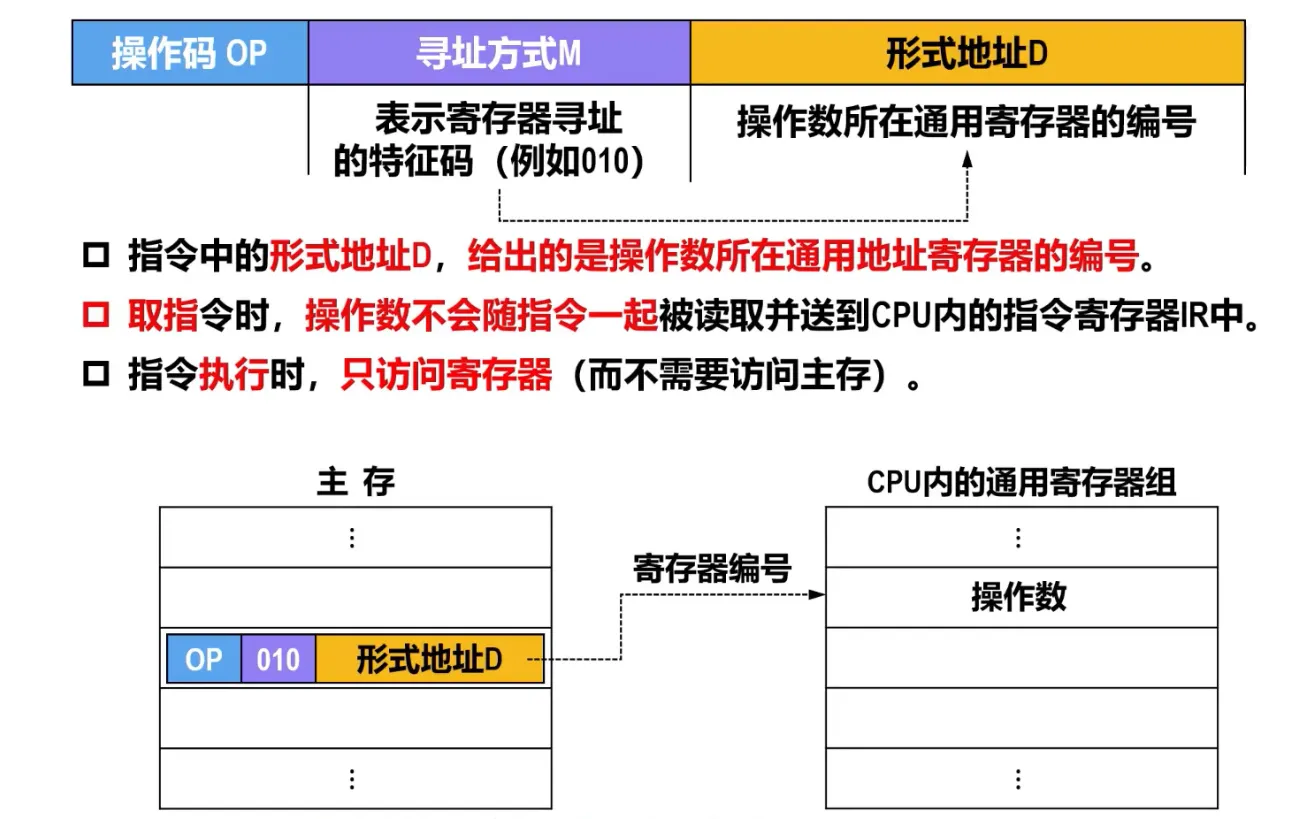 操作码 OP 寻址方式M 形式地址D
表示寄存器寻址
的特征码（例如010）
操作数所在通用寄存器的编号
指令中的形式地址D，给出的是操作数所在通用地址寄存器的编号。
取指令时，操作数不会随指令一起被读取并送到CPU内的指令寄存器IR中。
指令执行时，只访问寄存器（而不需要访问主存）。
主 存
CPU内的通用寄存器组
⋮
⋮
寄存器编号
操作数
OP 010 形式地址D
⋮
⋮